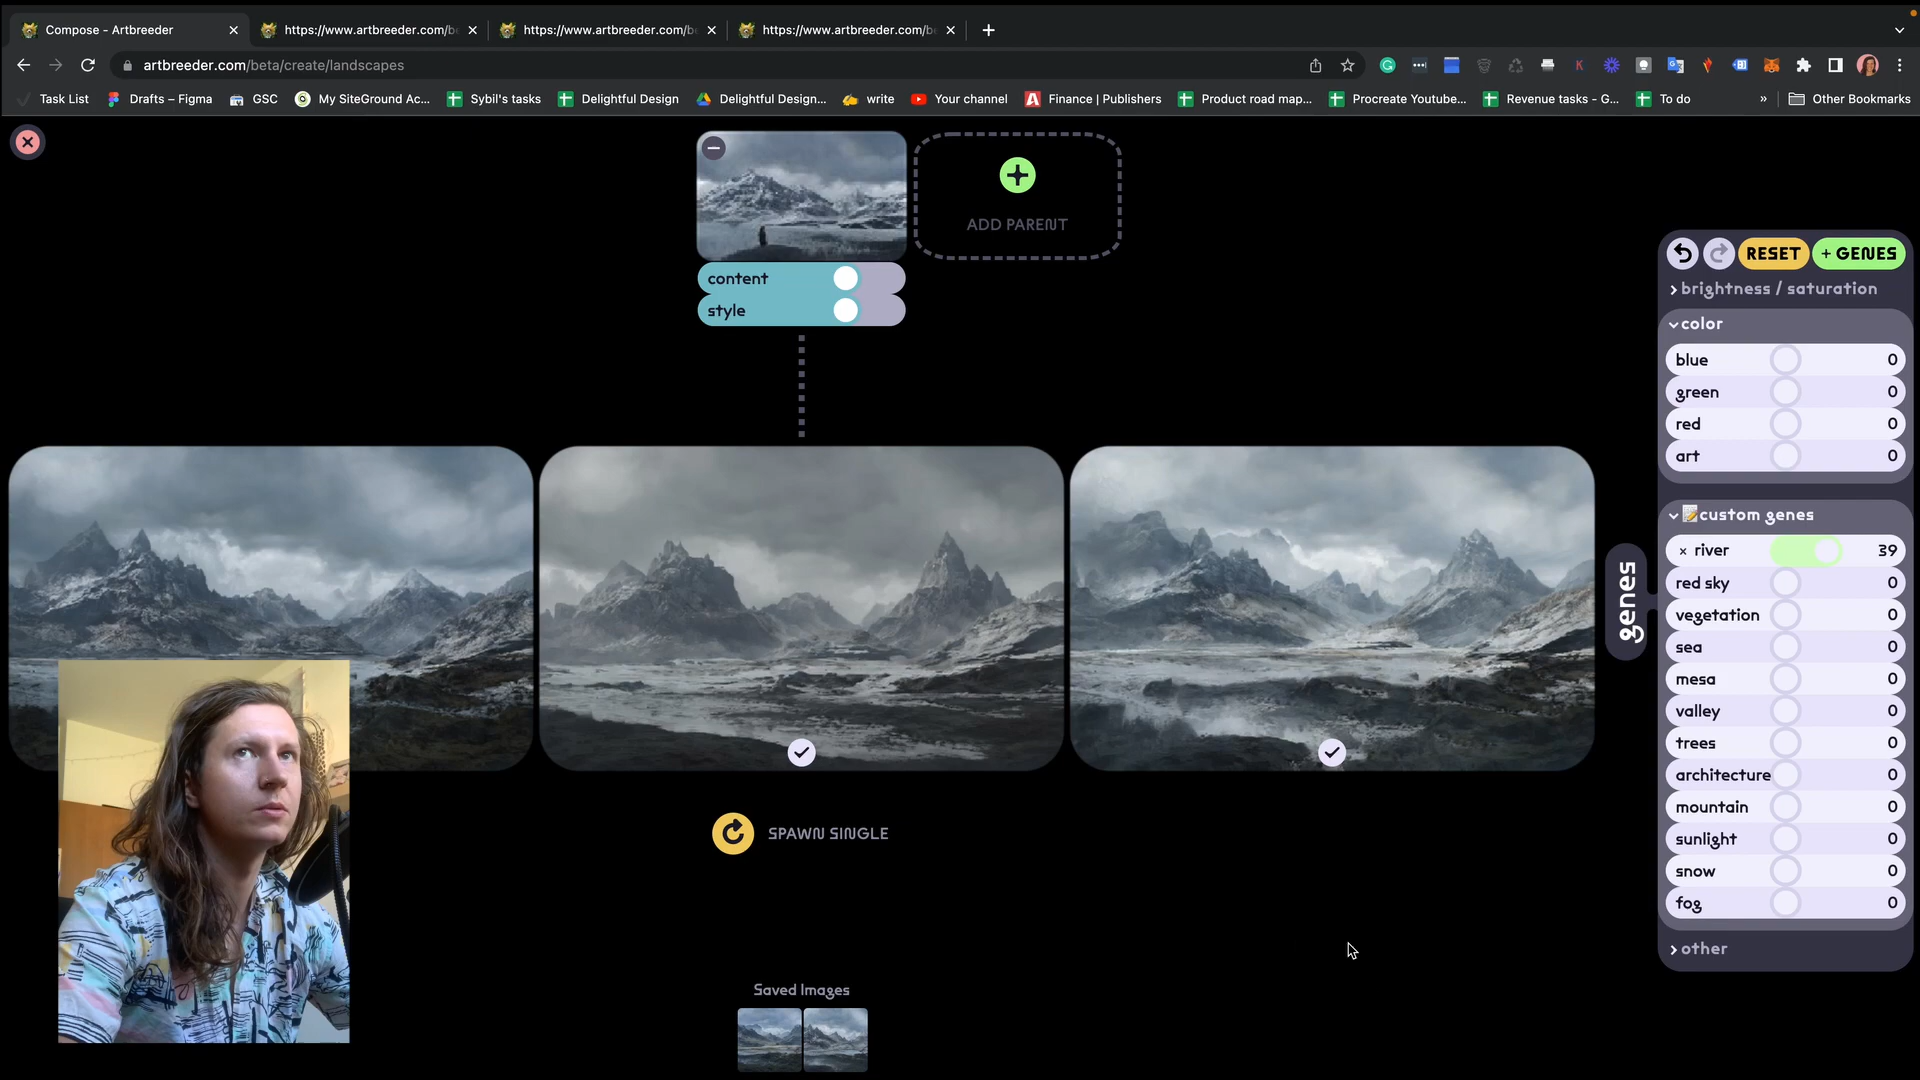 Compose - Artbreeder
https://www.artbreeder.com/be
https://www.artbreeder.com/be
https://www.artbreeder.com/be
artbreeder.com/beta/create/landscapes
Task List
Drafts – Figma
GSC
My SiteGround Ac...
Sybil's tasks
Delightful Design
Delightful Design...
write
Your channel
Finance | Publishers
Product road map...
Procreate Youtube...
Revenue tasks - G...
To do
»
Other Bookmarks
ADD PARENT
content
style
RESET
+ GENES
brightness / saturation
color
blue 0
green 0
red 0
art 0
custom genes
× river 39
red sky 0
vegetation 0
sea 0
mesa 0
valley 0
trees 0
architecture 0
mountain 0
sunlight 0
snow 0
fog 0
other
genes
SPAWN SINGLE
Saved Images